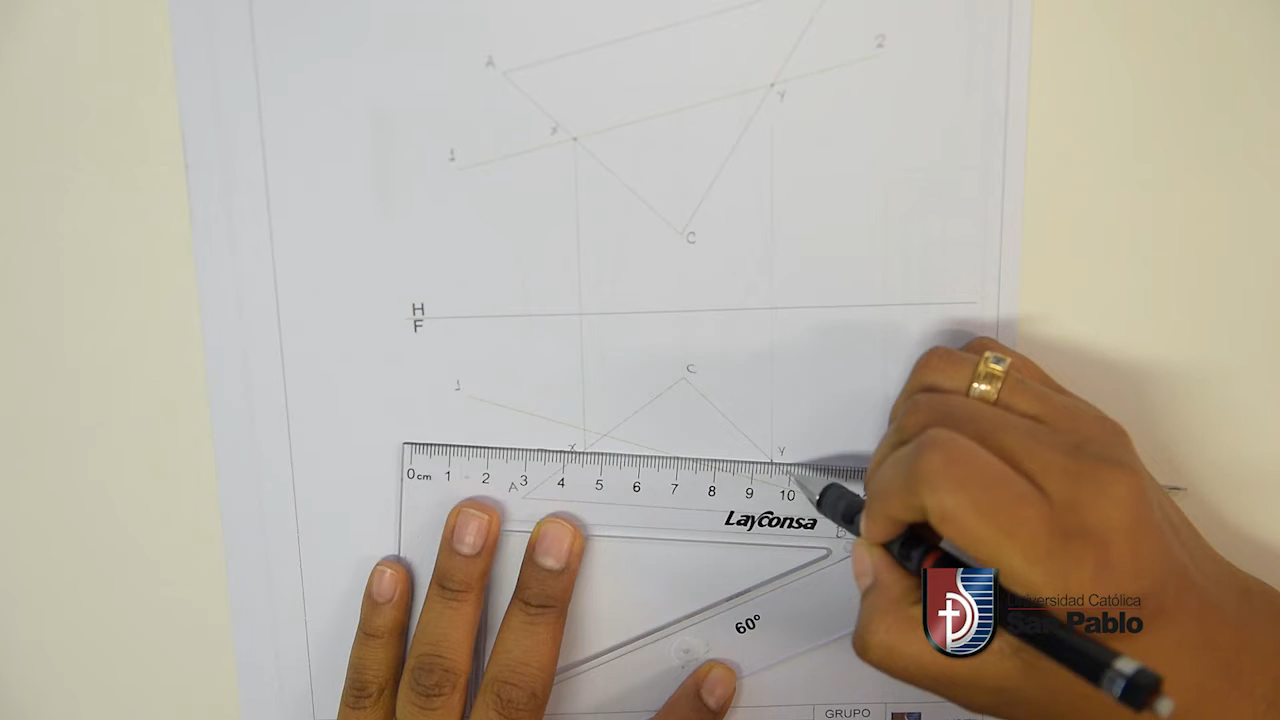 2
A
Y
X
1
C
H
F
C
1
X
Y
0cm 1 2 3 4 5 6 7 8 9 10
A
Layconsa
B
60º
Universidad Católica
San Pablo
GRUPO